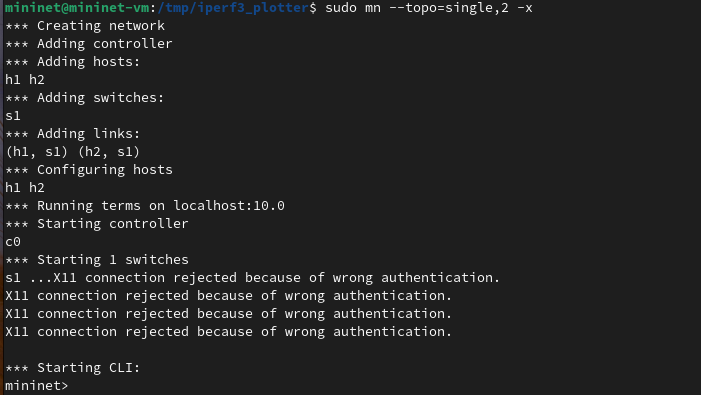 mininet@mininet-vm:/tmp/iperf3_plotter$ sudo mn --topo=single,2 -x
*** Creating network
*** Adding controller
*** Adding hosts:
h1 h2
*** Adding switches:
s1
*** Adding links:
(h1, s1) (h2, s1)
*** Configuring hosts
h1 h2
*** Running terms on localhost:10.0
*** Starting controller
c0
*** Starting 1 switches
s1 ...X11 connection rejected because of wrong authentication.
X11 connection rejected because of wrong authentication.
X11 connection rejected because of wrong authentication.
X11 connection rejected because of wrong authentication.
*** Starting CLI:
mininet>